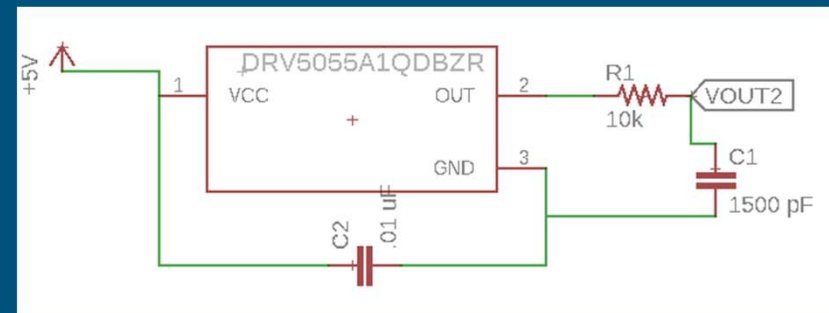 +5V
DRV5055A1QDBZR
1
VCC
OUT
2
R1
10k
VOUT2
GND
3
C1
1500 pF
C2
.01 uF